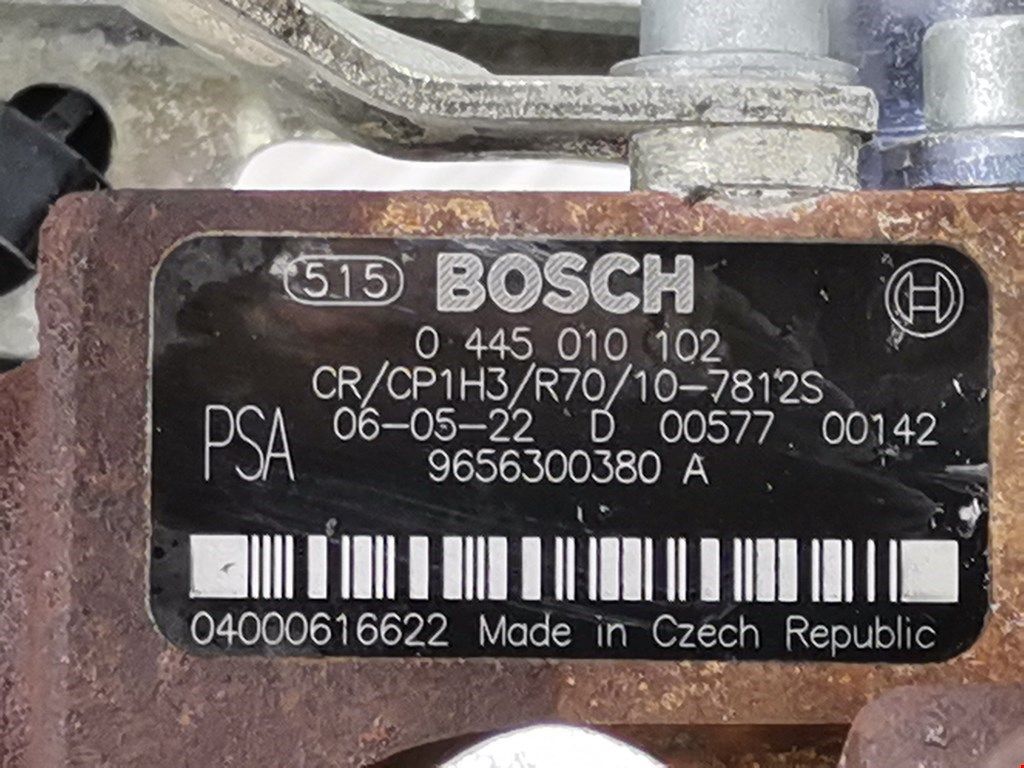 515 BOSCH
0 445 010 102
CR/CP1H3/R70/10-7812S
PSA 06-05-22 D 00577 00142
9656300380 A
04000616622 Made in Czech Republic